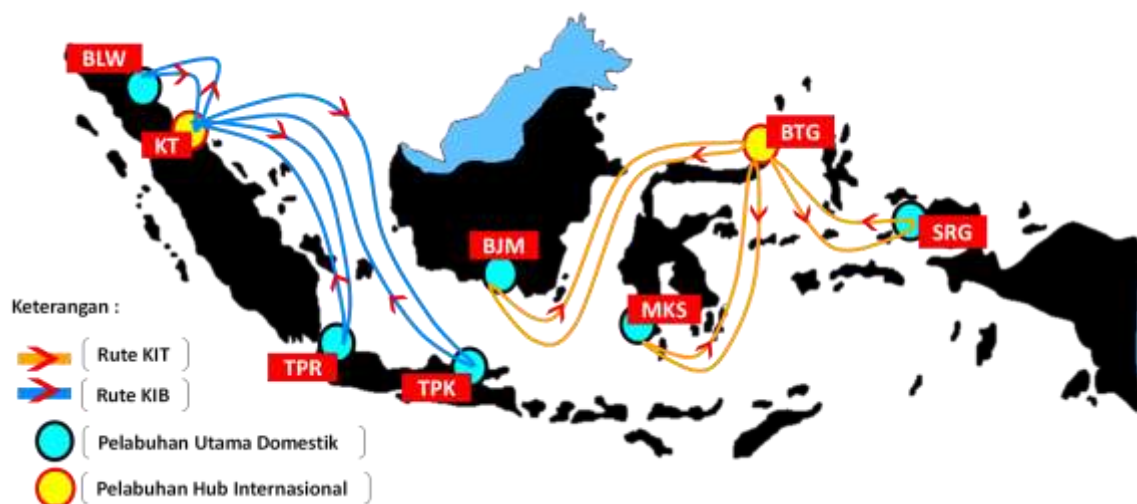 BLW
KT
BTG
SRG
BJM
MKS
TPR
TPK
Keterangan :
Rute KIT
Rute KIB
Pelabuhan Utama Domestik
Pelabuhan Hub Internasional